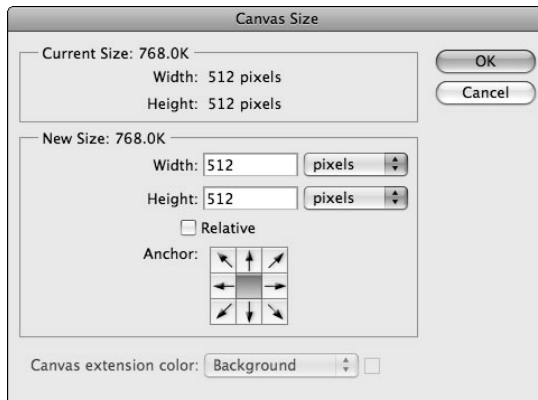 Canvas Size
Current Size: 768.0K
Width: 512 pixels
Height: 512 pixels
OK
Cancel
New Size: 768.0K
Width: 512 pixels
Height: 512 pixels
Relative
Anchor:
Canvas extension color: Background